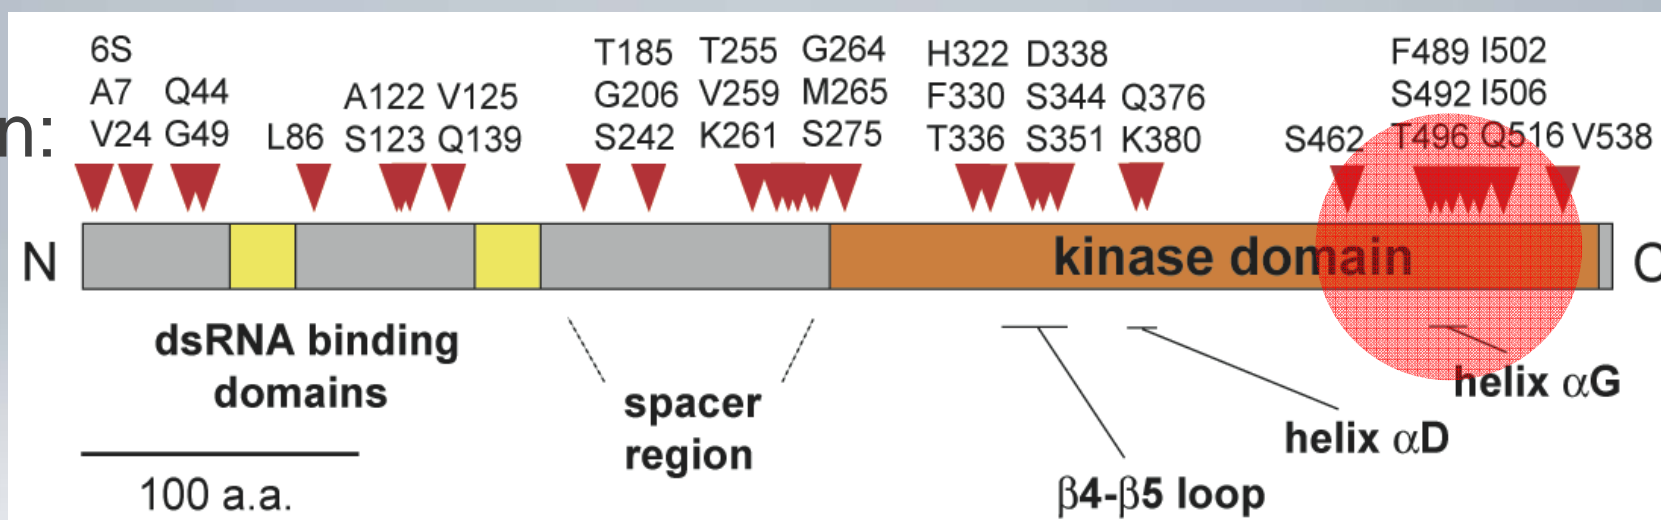 6S T185 T255 G264 H322 D338 F489 I502
A7 Q44 A122 V125 G206 V259 M265 F330 S344 Q376 S492 I506
n: V24 G49 L86 S123 Q139 S242 K261 S275 T336 S351 K380 S462 T496 Q516 V538
N kinase domain C
dsRNA binding
domains
spacer
region
helix αG
helix αD
100 a.a.
β4-β5 loop